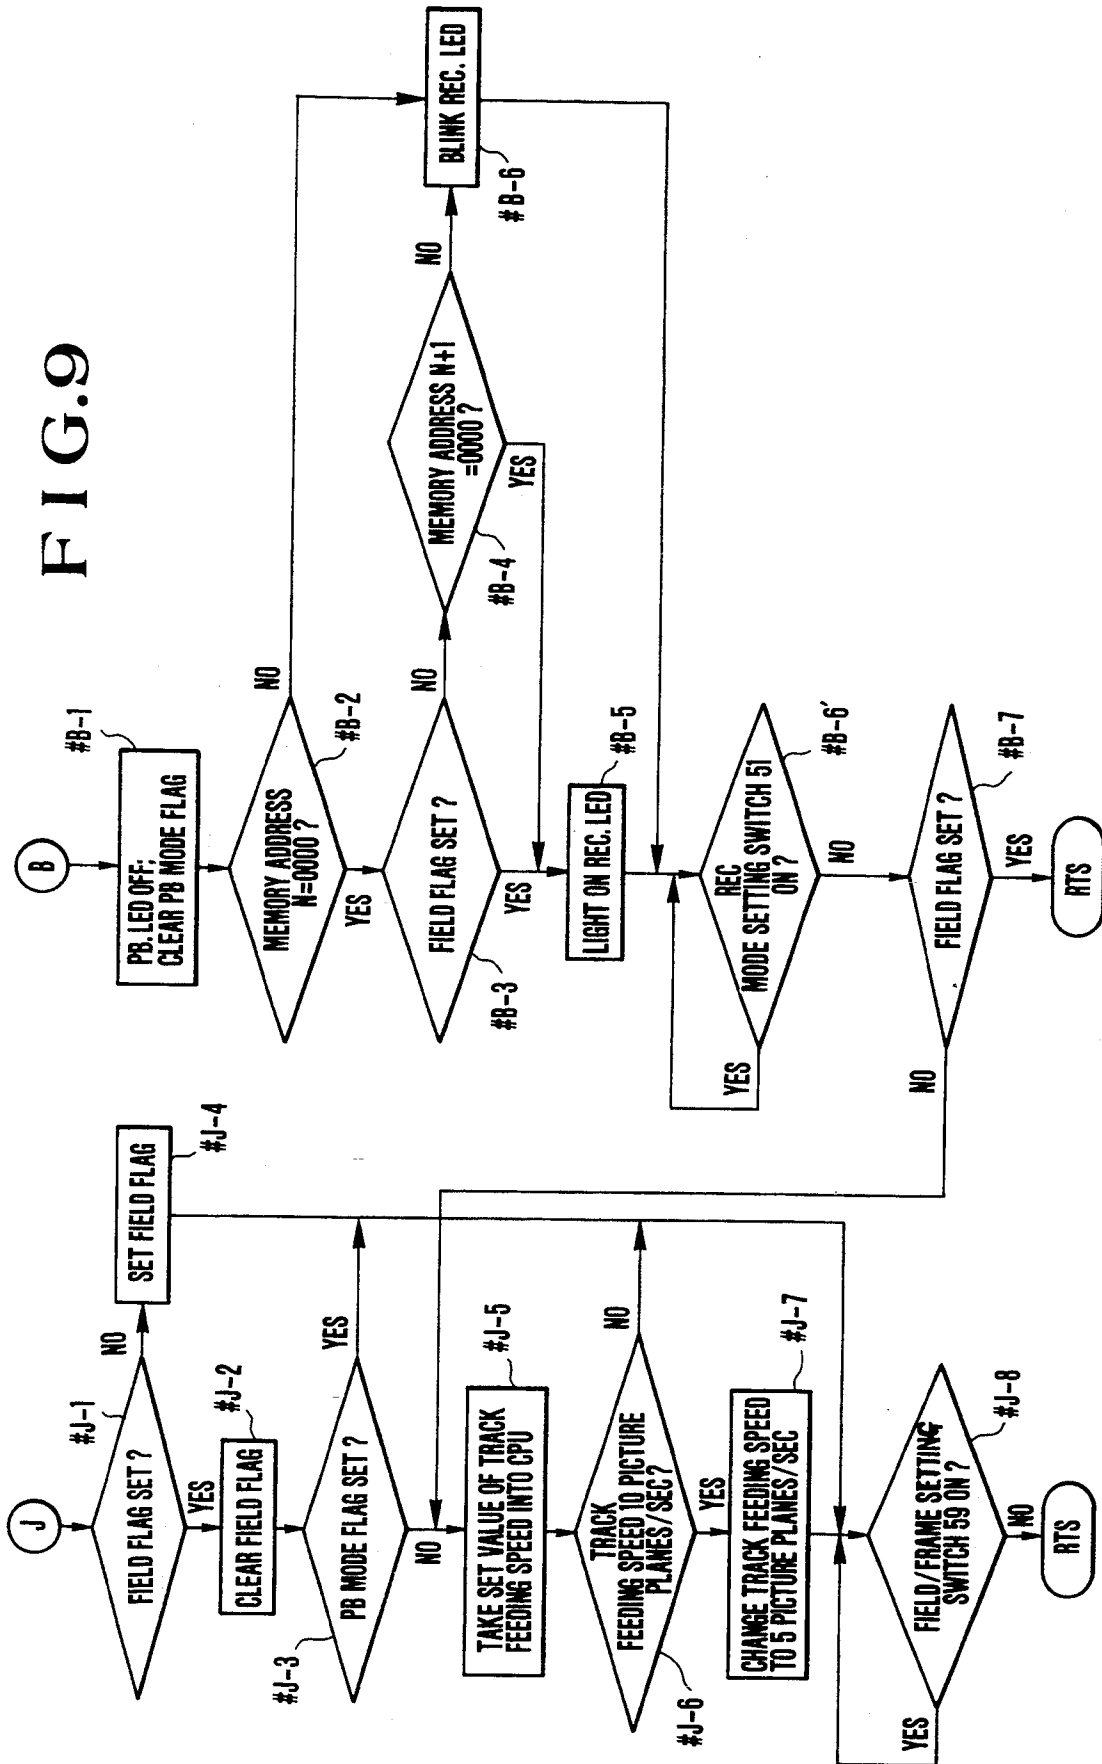 FIG.9
J
FIELD FLAG SET ?
#J-1
NO
SET FIELD FLAG
#J-4
YES
CLEAR FIELD FLAG
#J-2
PB MODE FLAG SET ?
#J-3
YES
NO
TAKE SET VALUE OF TRACK
FEEDING SPEED INTO CPU
#J-5
TRACK
FEEDING SPEED 10 PICTURE
PLANES/SEC ?
#J-6
NO
YES
CHANGE TRACK FEEDING SPEED
TO 5 PICTURE PLANES/SEC
#J-7
FIELD/FRAME SETTING
SWITCH 59 ON ?
#J-8
YES
NO
RTS
B
PB. LED OFF;
CLEAR PB MODE FLAG
#B-1
MEMORY ADDRESS
N=0000 ?
#B-2
NO
YES
FIELD FLAG SET ?
#B-3
NO
YES
MEMORY ADDRESS N+1
=0000 ?
#B-4
NO
YES
BLINK REC. LED
#B-6
LIGHT ON REC. LED
#B-5
REC
MODE SETTING SWITCH 51
ON ?
#B-6'
YES
NO
FIELD FLAG SET ?
#B-7
NO
YES
RTS